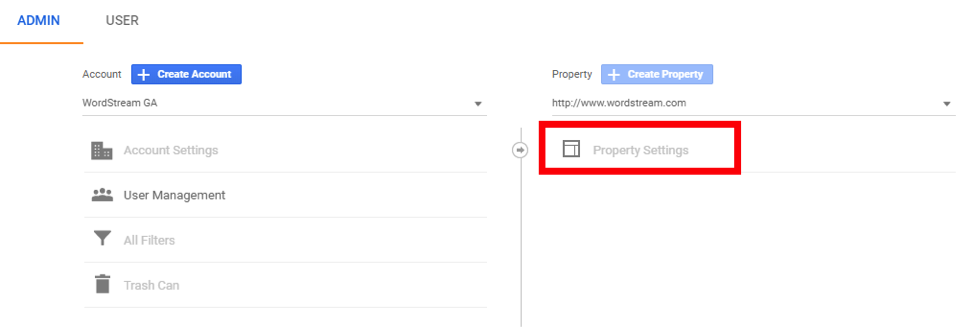 ADMIN USER
Account + Create Account
WordStream GA
Account Settings
User Management
All Filters
Trash Can
Property + Create Property
http://www.wordstream.com
Property Settings